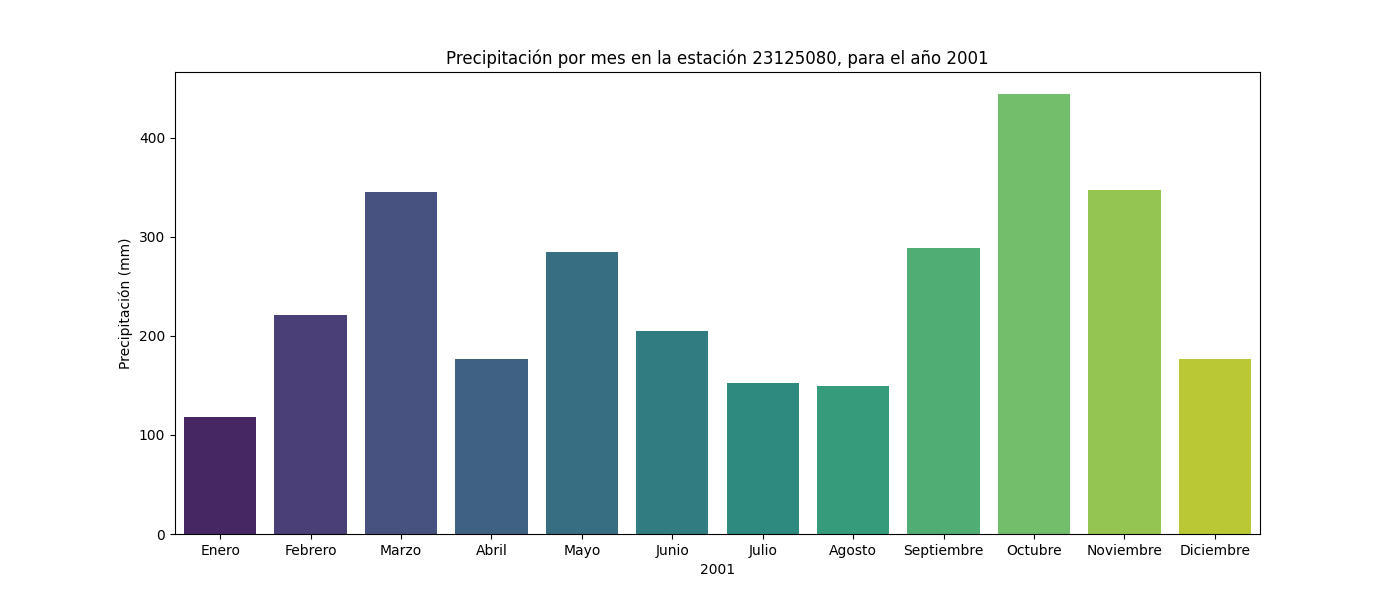 Precipitación por mes en la estación 23125080, para el año 2001
Precipitación (mm)
400
300
200
100
0
Enero Febrero Marzo Abril Mayo Junio Julio Agosto Septiembre Octubre Noviembre Diciembre
2001